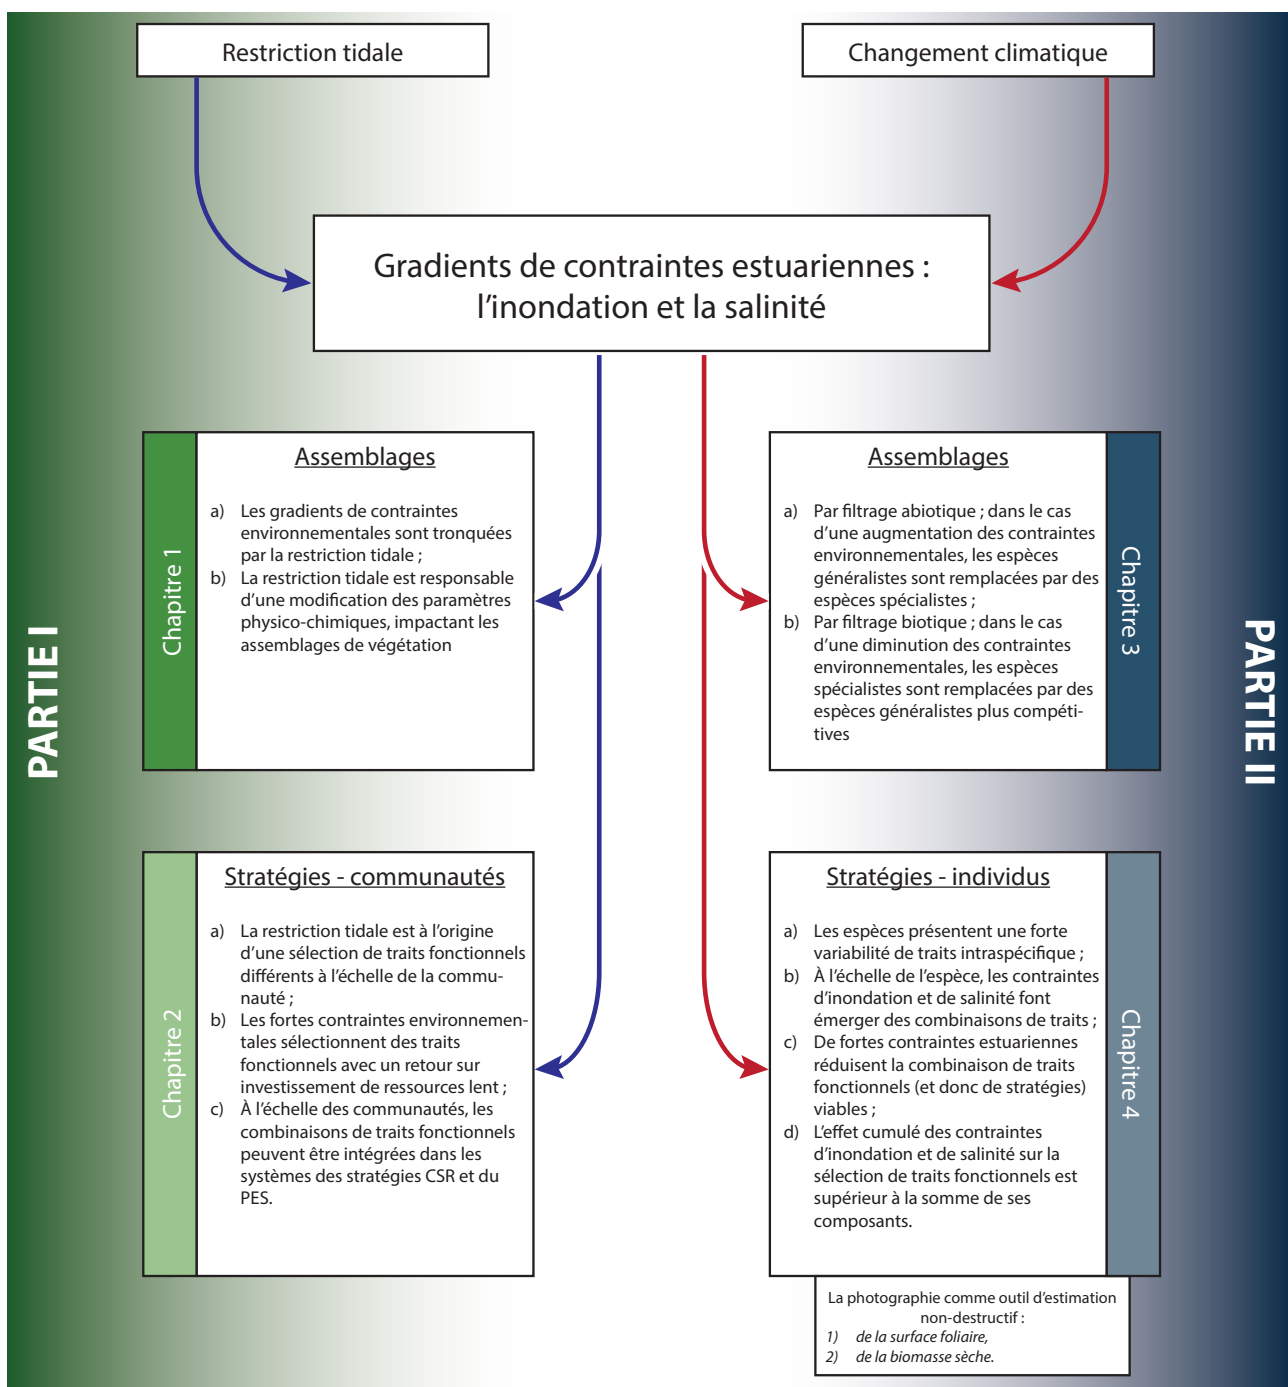 Restriction tidale
Changement climatique
Gradients de contraintes estuariennes :
l'inondation et la salinité
PARTIE I
Chapitre 1
Assemblages
a) Les gradients de contraintes
environnementales sont tronquées
par la restriction tidale ;
b) La restriction tidale est responsable
d'une modification des paramètres
physico-chimiques, impactant les
assemblages de végétation
Chapitre 2
Stratégies - communautés
a) La restriction tidale est à l'origine
d'une sélection de traits fonctionnels
différents à l'échelle de la commu-
nauté ;
b) Les fortes contraintes environnemen-
tales sélectionnent des traits
fonctionnels avec un retour sur
investissement de ressources lent ;
c) À l'échelle des communautés, les
combinaisons de traits fonctionnels
peuvent être intégrées dans les
systèmes des stratégies CSR et du
PES.
PARTIE II
Chapitre 3
Assemblages
a) Par filtrage abiotique ; dans le cas
d'une augmentation des contraintes
environnementales, les espèces
généralistes sont remplacées par des
espèces spécialistes ;
b) Par filtrage biotique ; dans le cas
d'une diminution des contraintes
environnementales, les espèces
spécialistes sont remplacées par des
espèces généralistes plus compéti-
tives
Chapitre 4
Stratégies - individus
a) Les espèces présentent une forte
variabilité de traits intraspécifique ;
b) À l'échelle de l'espèce, les contraintes
d'inondation et de salinité font
émerger des combinaisons de traits ;
c) De fortes contraintes estuariennes
réduisent la combinaison de traits
fonctionnels (et donc de stratégies)
viables ;
d) L'effet cumulé des contraintes
d'inondation et de salinité sur la
sélection de traits fonctionnels est
supérieur à la somme de ses
composants.
La photographie comme outil d'estimation
non-destructif :
1) de la surface foliaire,
2) de la biomasse sèche.